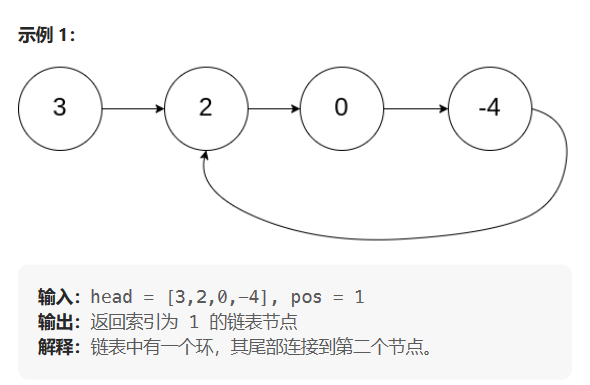 示例 1：
3
2
0
-4
输入：head = [3,2,0,-4], pos = 1
输出：返回索引为 1 的链表节点
解释：链表中有一个环，其尾部连接到第二个节点。